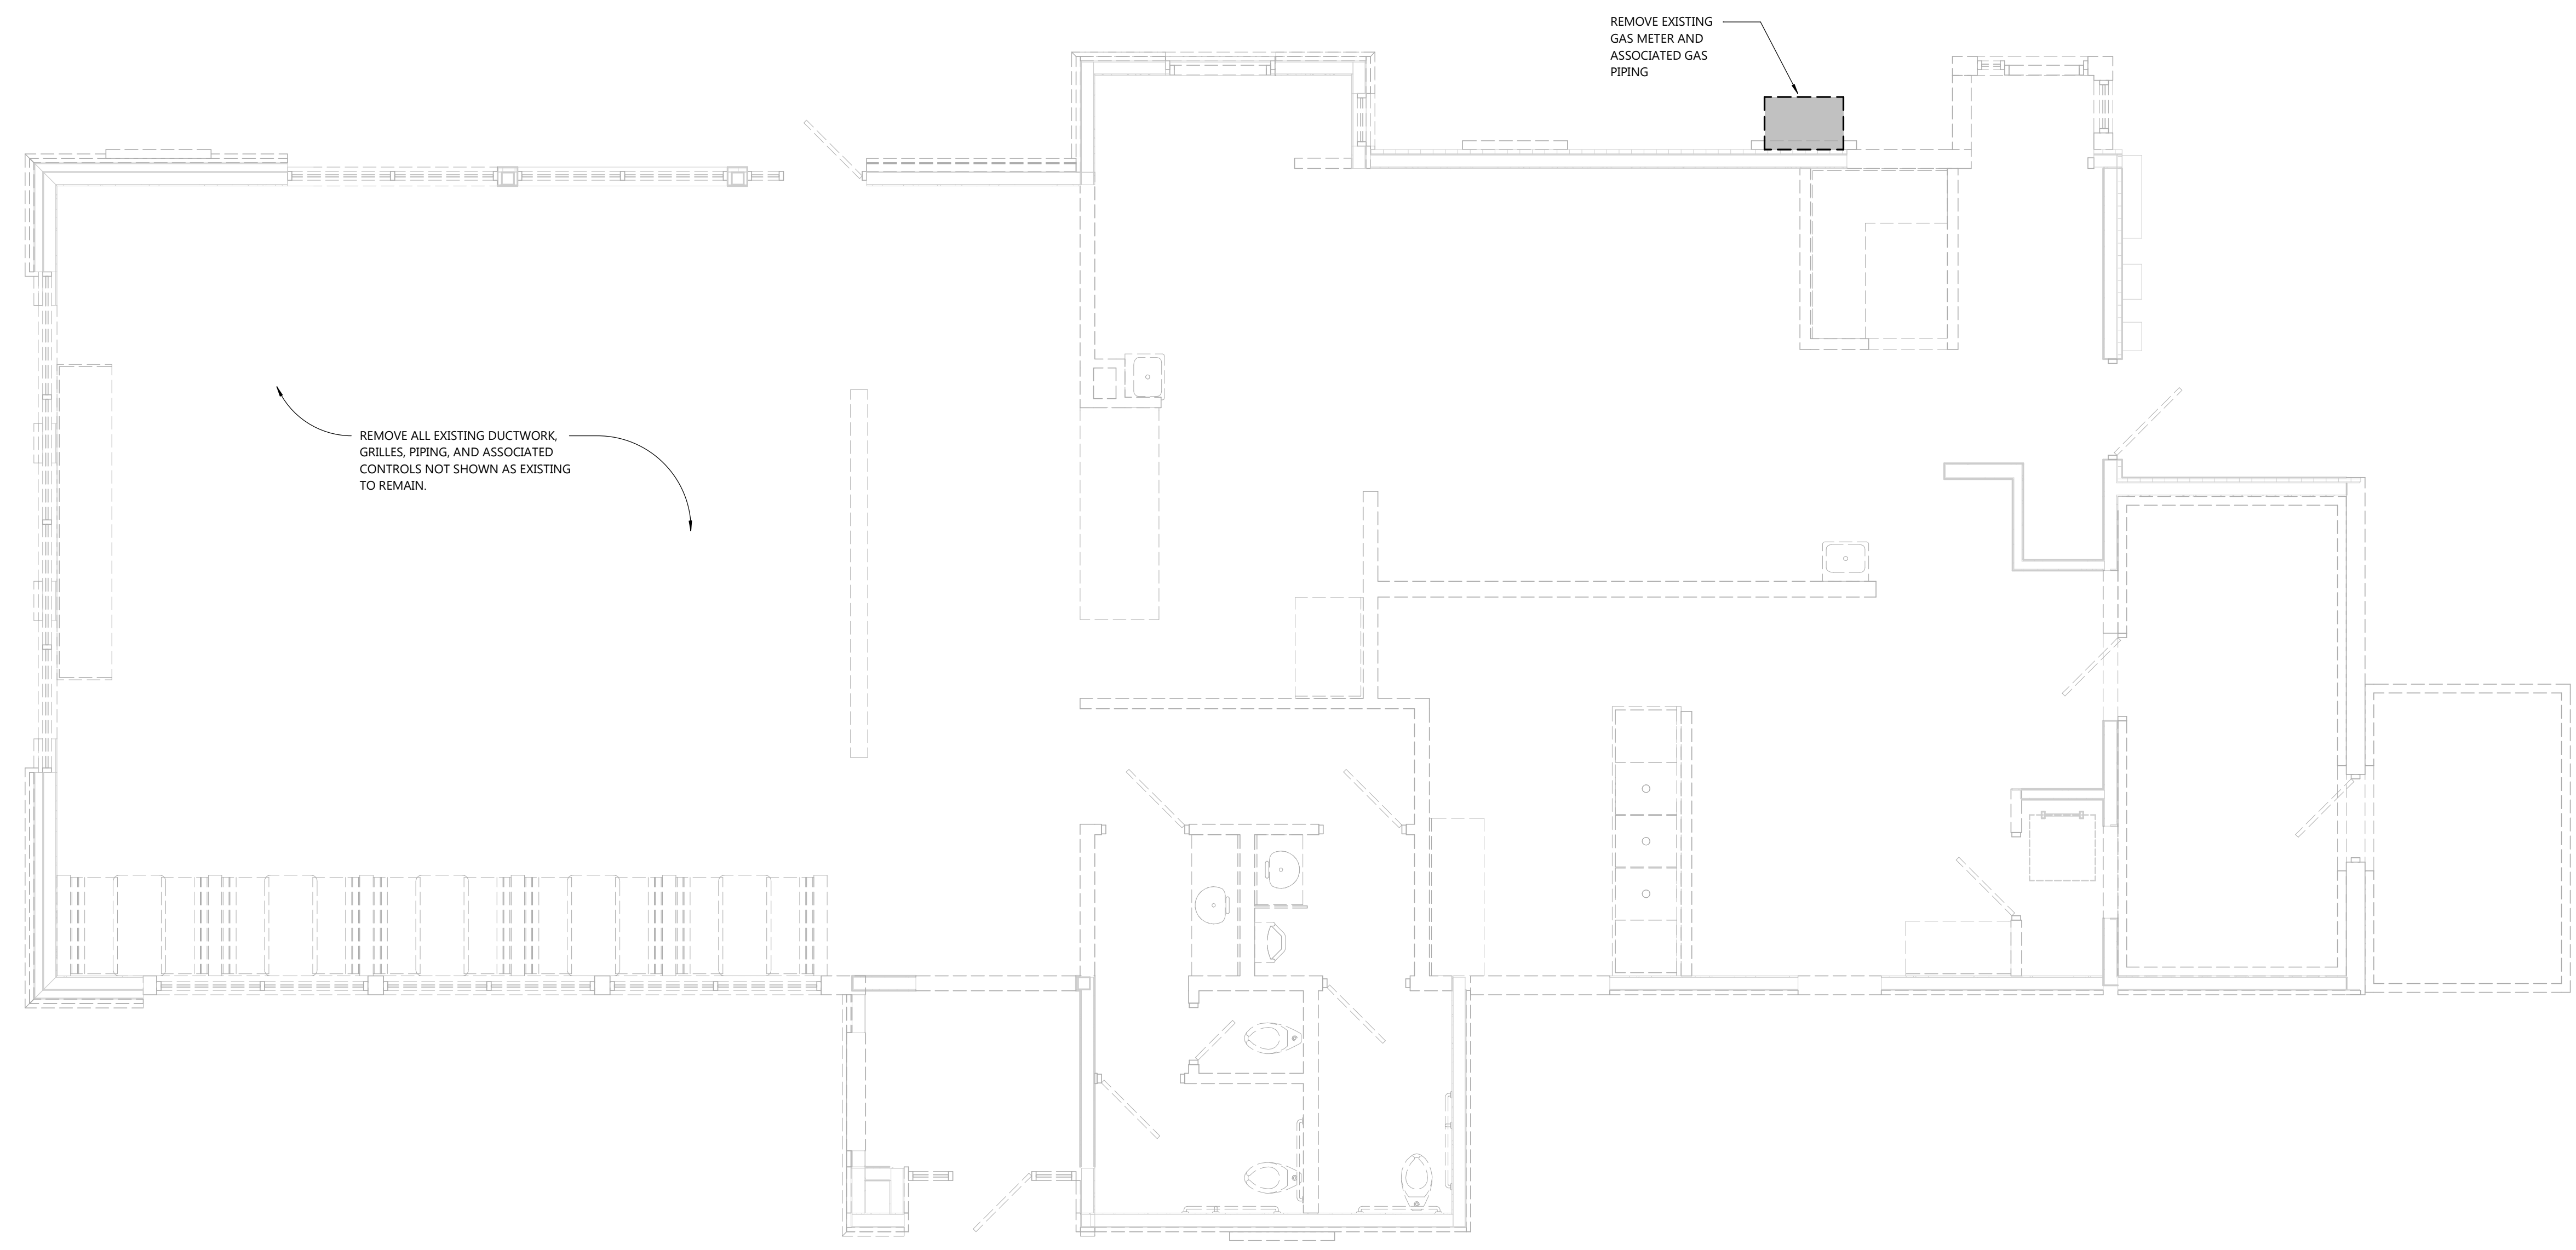 REMOVE EXISTING
GAS METER AND
ASSOCIATED GAS
PIPING
REMOVE ALL EXISTING DUCTWORK,
GRILLES, PIPING, AND ASSOCIATED
CONTROLS NOT SHOWN AS EXISTING
TO REMAIN.